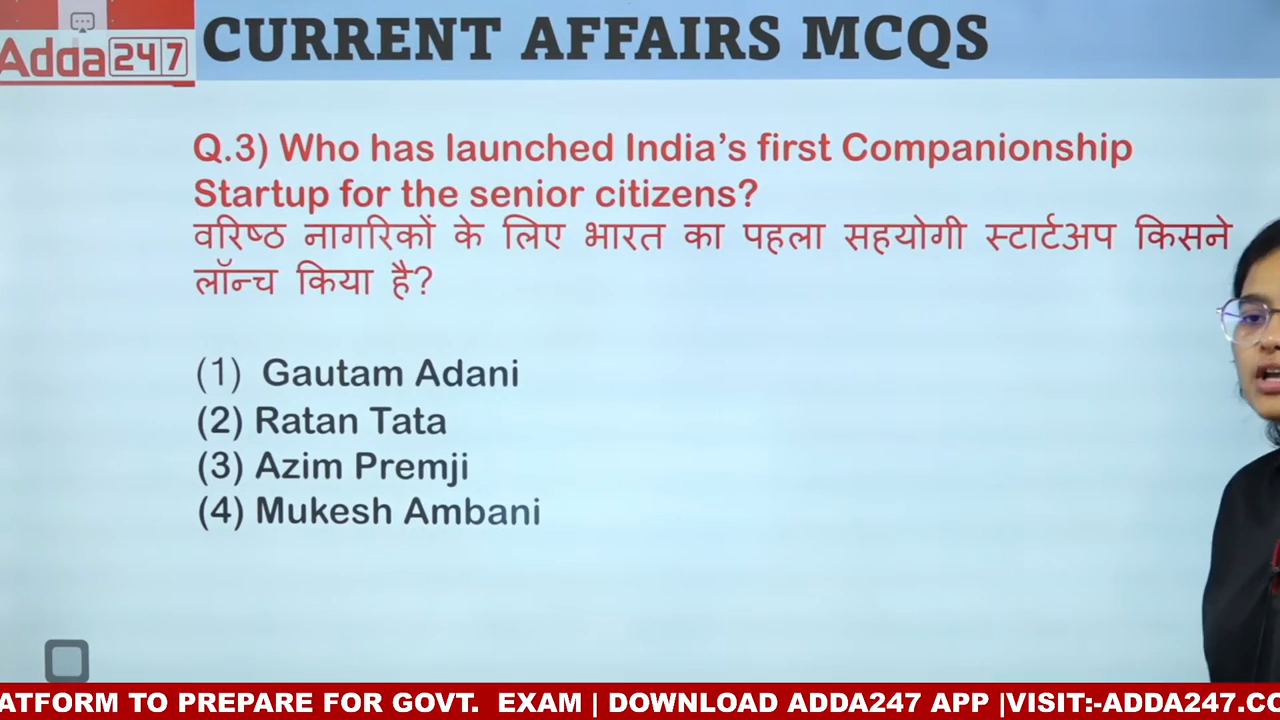 Adda247
CURRENT AFFAIRS MCQS
Q.3) Who has launched India’s first Companionship
Startup for the senior citizens?
वरिष्ठ नागरिकों के लिए भारत का पहला सहयोगी स्टार्टअप किसने
लॉन्च किया है?
(1) Gautam Adani
(2) Ratan Tata
(3) Azim Premji
(4) Mukesh Ambani
ATFORM TO PREPARE FOR GOVT. EXAM | DOWNLOAD ADDA247 APP |VISIT:-ADDA247.CO